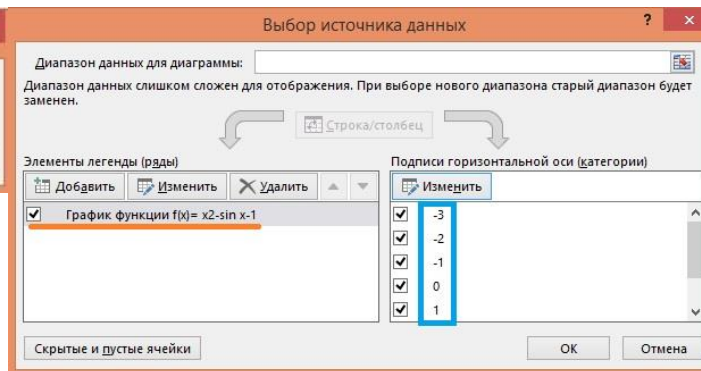 Выбор источника данных
? ×
Диапазон данных для диаграммы:
Диапазон данных слишком сложен для отображения. При выборе нового диапазона старый диапазон будет
заменен.
Строка/столбец
Элементы легенды (ряды)
Подписи горизонтальной оси (категории)
Добавить Изменить Удалить
Изменить
График функции f(x)= x2-sin x-1
-3
-2
-1
0
1
Скрытые и пустые ячейки
ОК Отмена